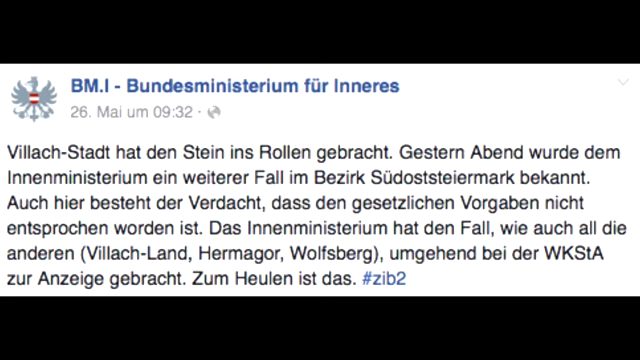 BM.I - Bundesministerium für Inneres
26. Mai um 09:32 ·
Villach-Stadt hat den Stein ins Rollen gebracht. Gestern Abend wurde dem
Innenministerium ein weiterer Fall im Bezirk Südoststeiermark bekannt.
Auch hier besteht der Verdacht, dass den gesetzlichen Vorgaben nicht
entsprochen worden ist. Das Innenministerium hat den Fall, wie auch all die
anderen (Villach-Land, Hermagor, Wolfsberg), umgehend bei der WKStA
zur Anzeige gebracht. Zum Heulen ist das. #zib2